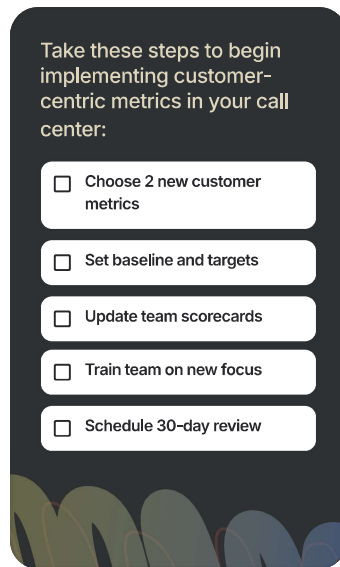 Take these steps to begin
implementing customer-
centric metrics in your call
center:
Choose 2 new customer
metrics
Set baseline and targets
Update team scorecards
Train team on new focus
Schedule 30-day review